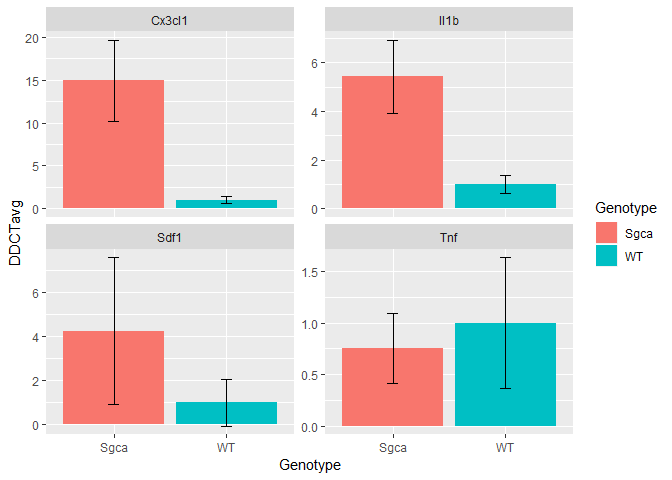 Cx3cl1
Il1b
20
15
10
5
0
6
4
2
0
DDCTavg
Sdf1
Tnf
6
4
2
0
1.5
1.0
0.5
0.0
Sgca
WT
Sgca
WT
Genotype
Genotype
Sgca
WT